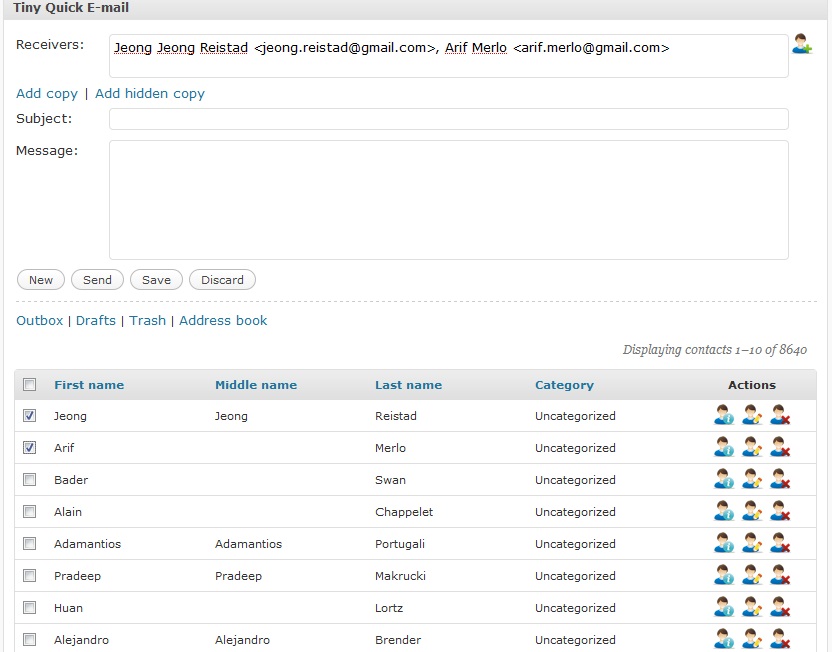 Tiny Quick E-mail
Receivers: Jeong Jeong Reistad <jeong.reistad@gmail.com>, Arif Merlo <arif.merlo@gmail.com>
Add copy | Add hidden copy
Subject:
Message:
New Send Save Discard
Outbox | Drafts | Trash | Address book
Displaying contacts 1–10 of 8640
First name Middle name Last name Category Actions
Jeong Jeong Reistad Uncategorized
Arif Merlo Uncategorized
Bader Swan Uncategorized
Alain Chappelet Uncategorized
Adamantios Adamantios Portugali Uncategorized
Pradeep Pradeep Makrucki Uncategorized
Huan Lortz Uncategorized
Alejandro Alejandro Brender Uncategorized